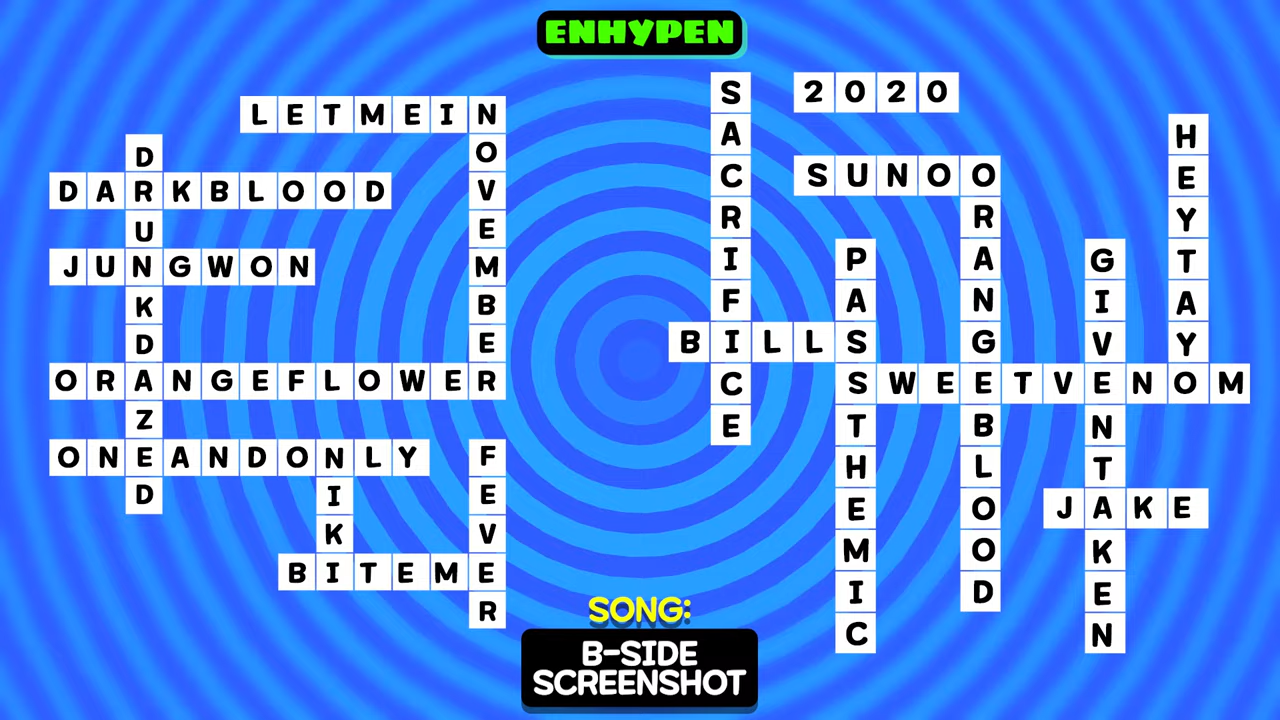 ENHYPEN
LETMEIN
NOVEMBER
DRUNKDAZED
DARKBLOOD
JUNGWON
ORANGEFLOWER
ONEANDONLY
NIKI
FEVER
BITEME
SACRIFICE
2020
SUNOO
ORANGEBLOOD
HEYTAYO
GIVENTAKEN
PASSTHEMIC
BILLS
SWEETVENOM
JAKE
SONG:
B-SIDE
SCREENSHOT